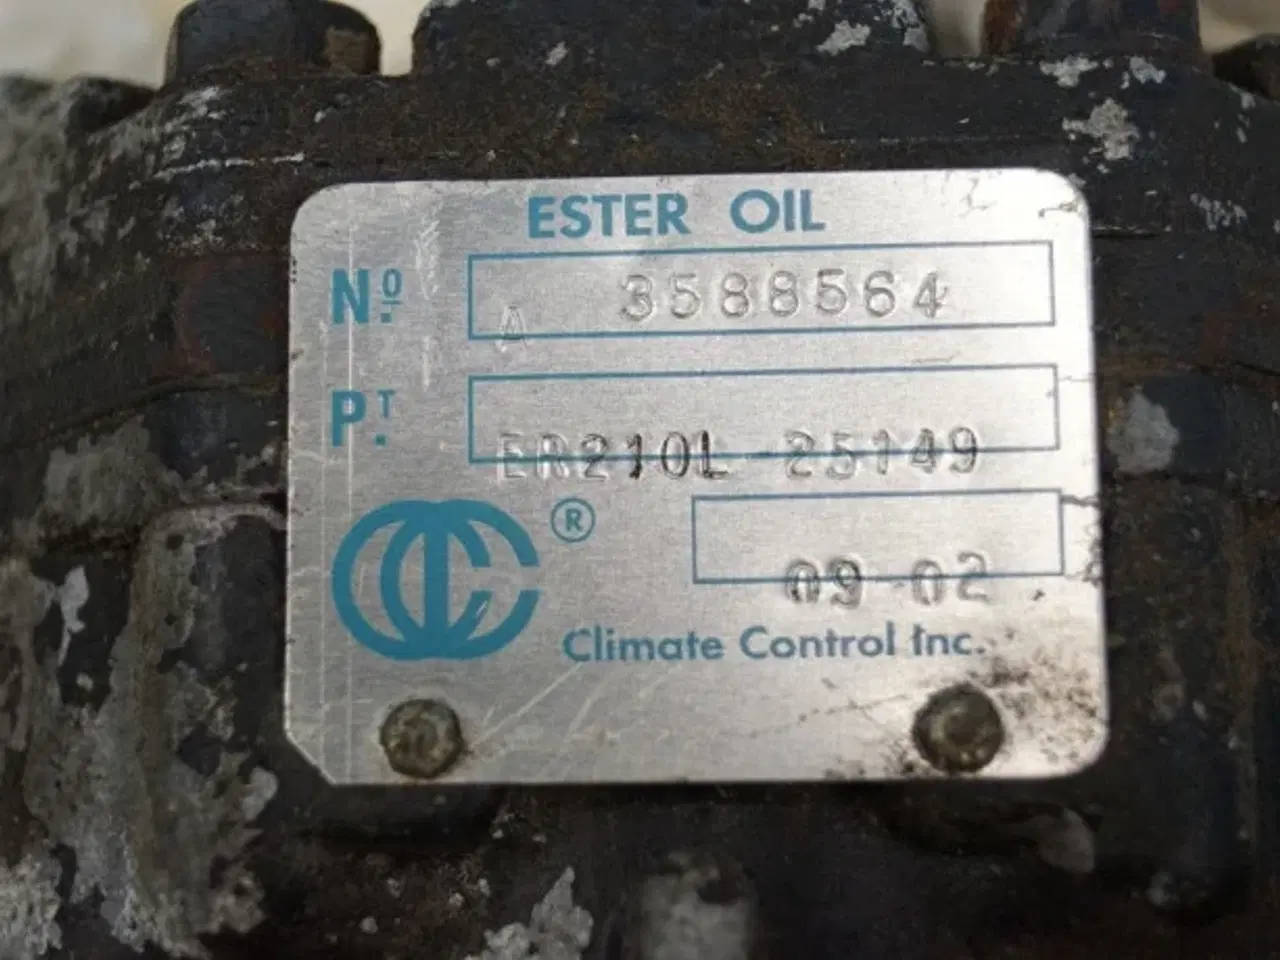 ESTER OIL
Nº. A 3588564
PT. ER210L-25149
®
09-02
Climate Control Inc.